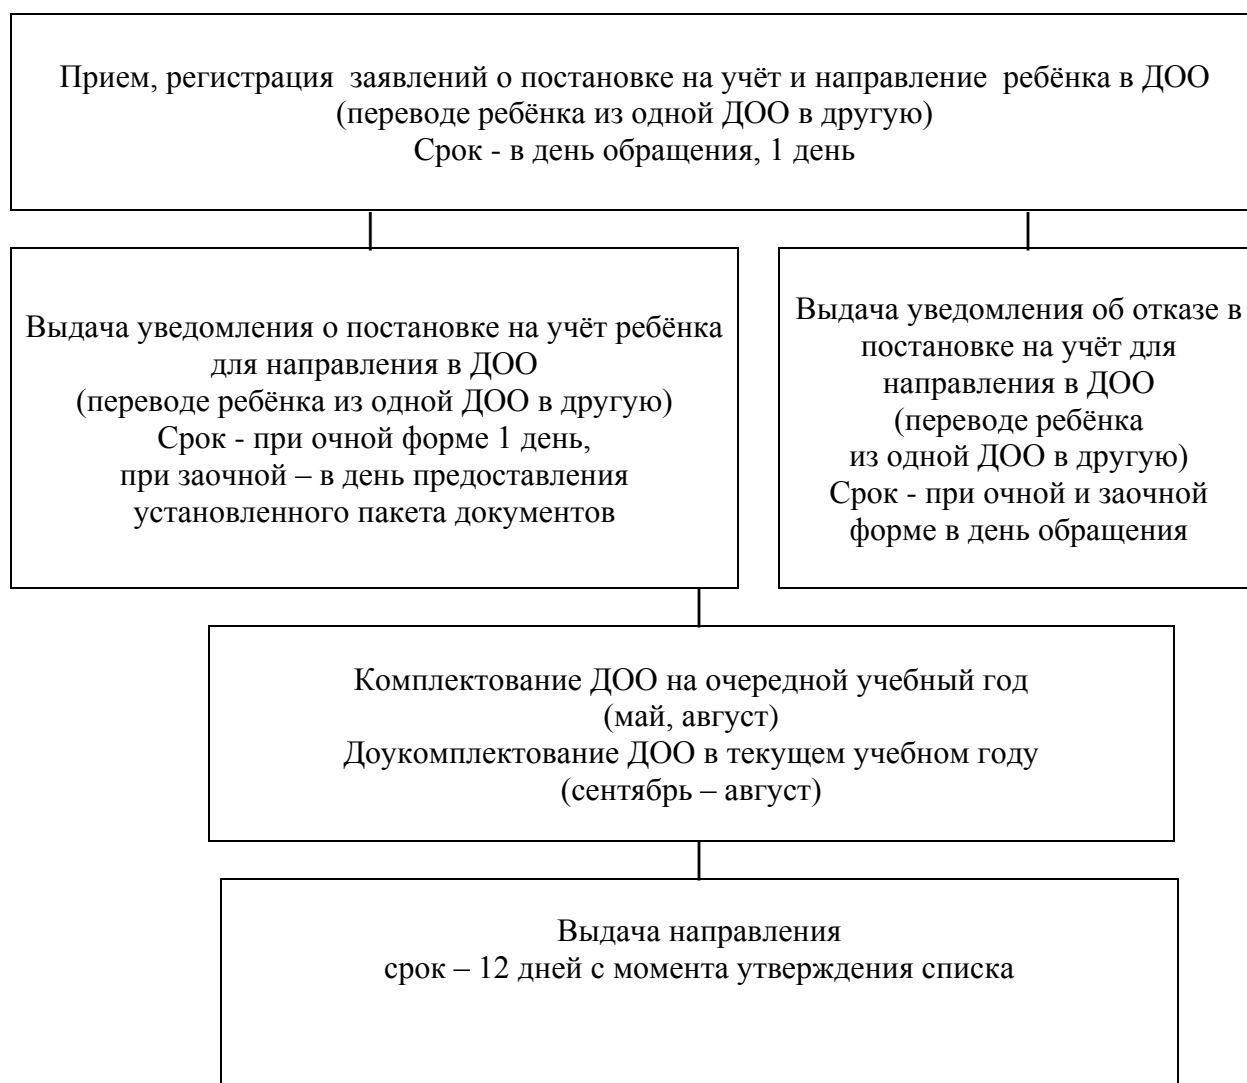 Прием, регистрация заявлений о постановке на учёт и направление ребёнка в ДОО
(переводе ребёнка из одной ДОО в другую)
Срок - в день обращения, 1 день
Выдача уведомления о постановке на учёт ребёнка
для направления в ДОО
(переводе ребёнка из одной ДОО в другую)
Срок - при очной форме 1 день,
при заочной – в день предоставления
установленного пакета документов
Выдача уведомления об отказе в
постановке на учёт для
направления в ДОО
(переводе ребёнка
из одной ДОО в другую)
Срок - при очной и заочной
форме в день обращения
Комплектование ДОО на очередной учебный год
(май, август)
Доукомплектование ДОО в текущем учебном году
(сентябрь – август)
Выдача направления
срок – 12 дней с момента утверждения списка